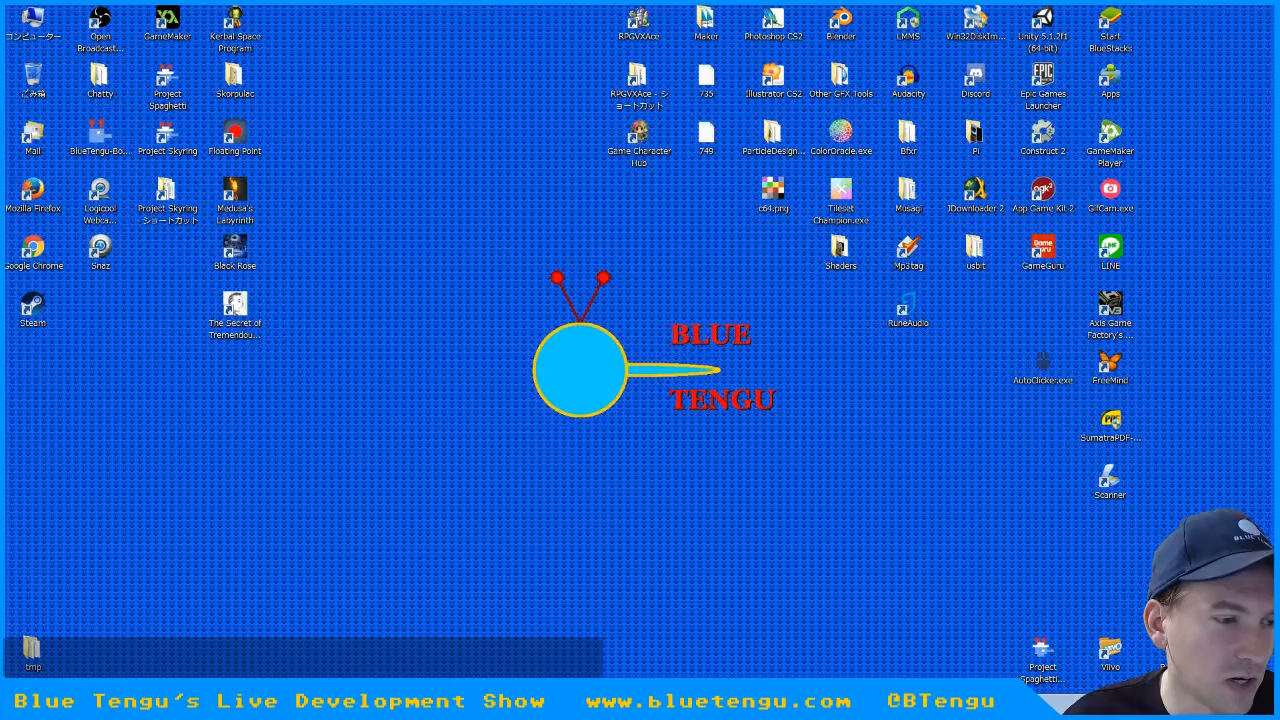 コンピューター
Open
Broadcast...
GameMaker
Kerbal Space
Program
RPGVXAce
Maker
Photoshop CS2
Blender
LMMS
Win32DiskIm...
Unity 5.1.2f1
(64-bit)
Start
BlueStacks
ごみ箱
Chatty
Project
Spaghetti
Skorpulac
RPGVXAce - シ
ョートカット
735
Illustrator CS2
Other GFX Tools
Audacity
Discord
Epic Games
Launcher
Apps
Mail
BlueTengu-Bo...
Project Skyring
Floating Point
Game Character
Hub
749
ParticleDesign...
ColorOracle.exe
Bfxr
Pi
Construct 2
GameMaker
Player
Mozilla Firefox
Logicool
Webca...
Project Skyring
- ショートカット
Medusa's
Labyrinth
c64.png
Tileset
Champion.exe
Musagi
JDownloader 2
App Game Kit 2
GifCam.exe
Google Chrome
Snaz
Black Rose
Shaders
Mp3tag
usbit
GameGuru
LINE
Steam
The Secret of
Tremendou...
RuneAudio
Axis Game
Factory's ...
BLUE
TENGU
AutoClicker.exe
FreeMind
SumatraPDF-...
Scanner
tmp
Project
Spaghetti...
Viivo
Blue Tengu's Live Development Show www.bluetengu.com @BTengu